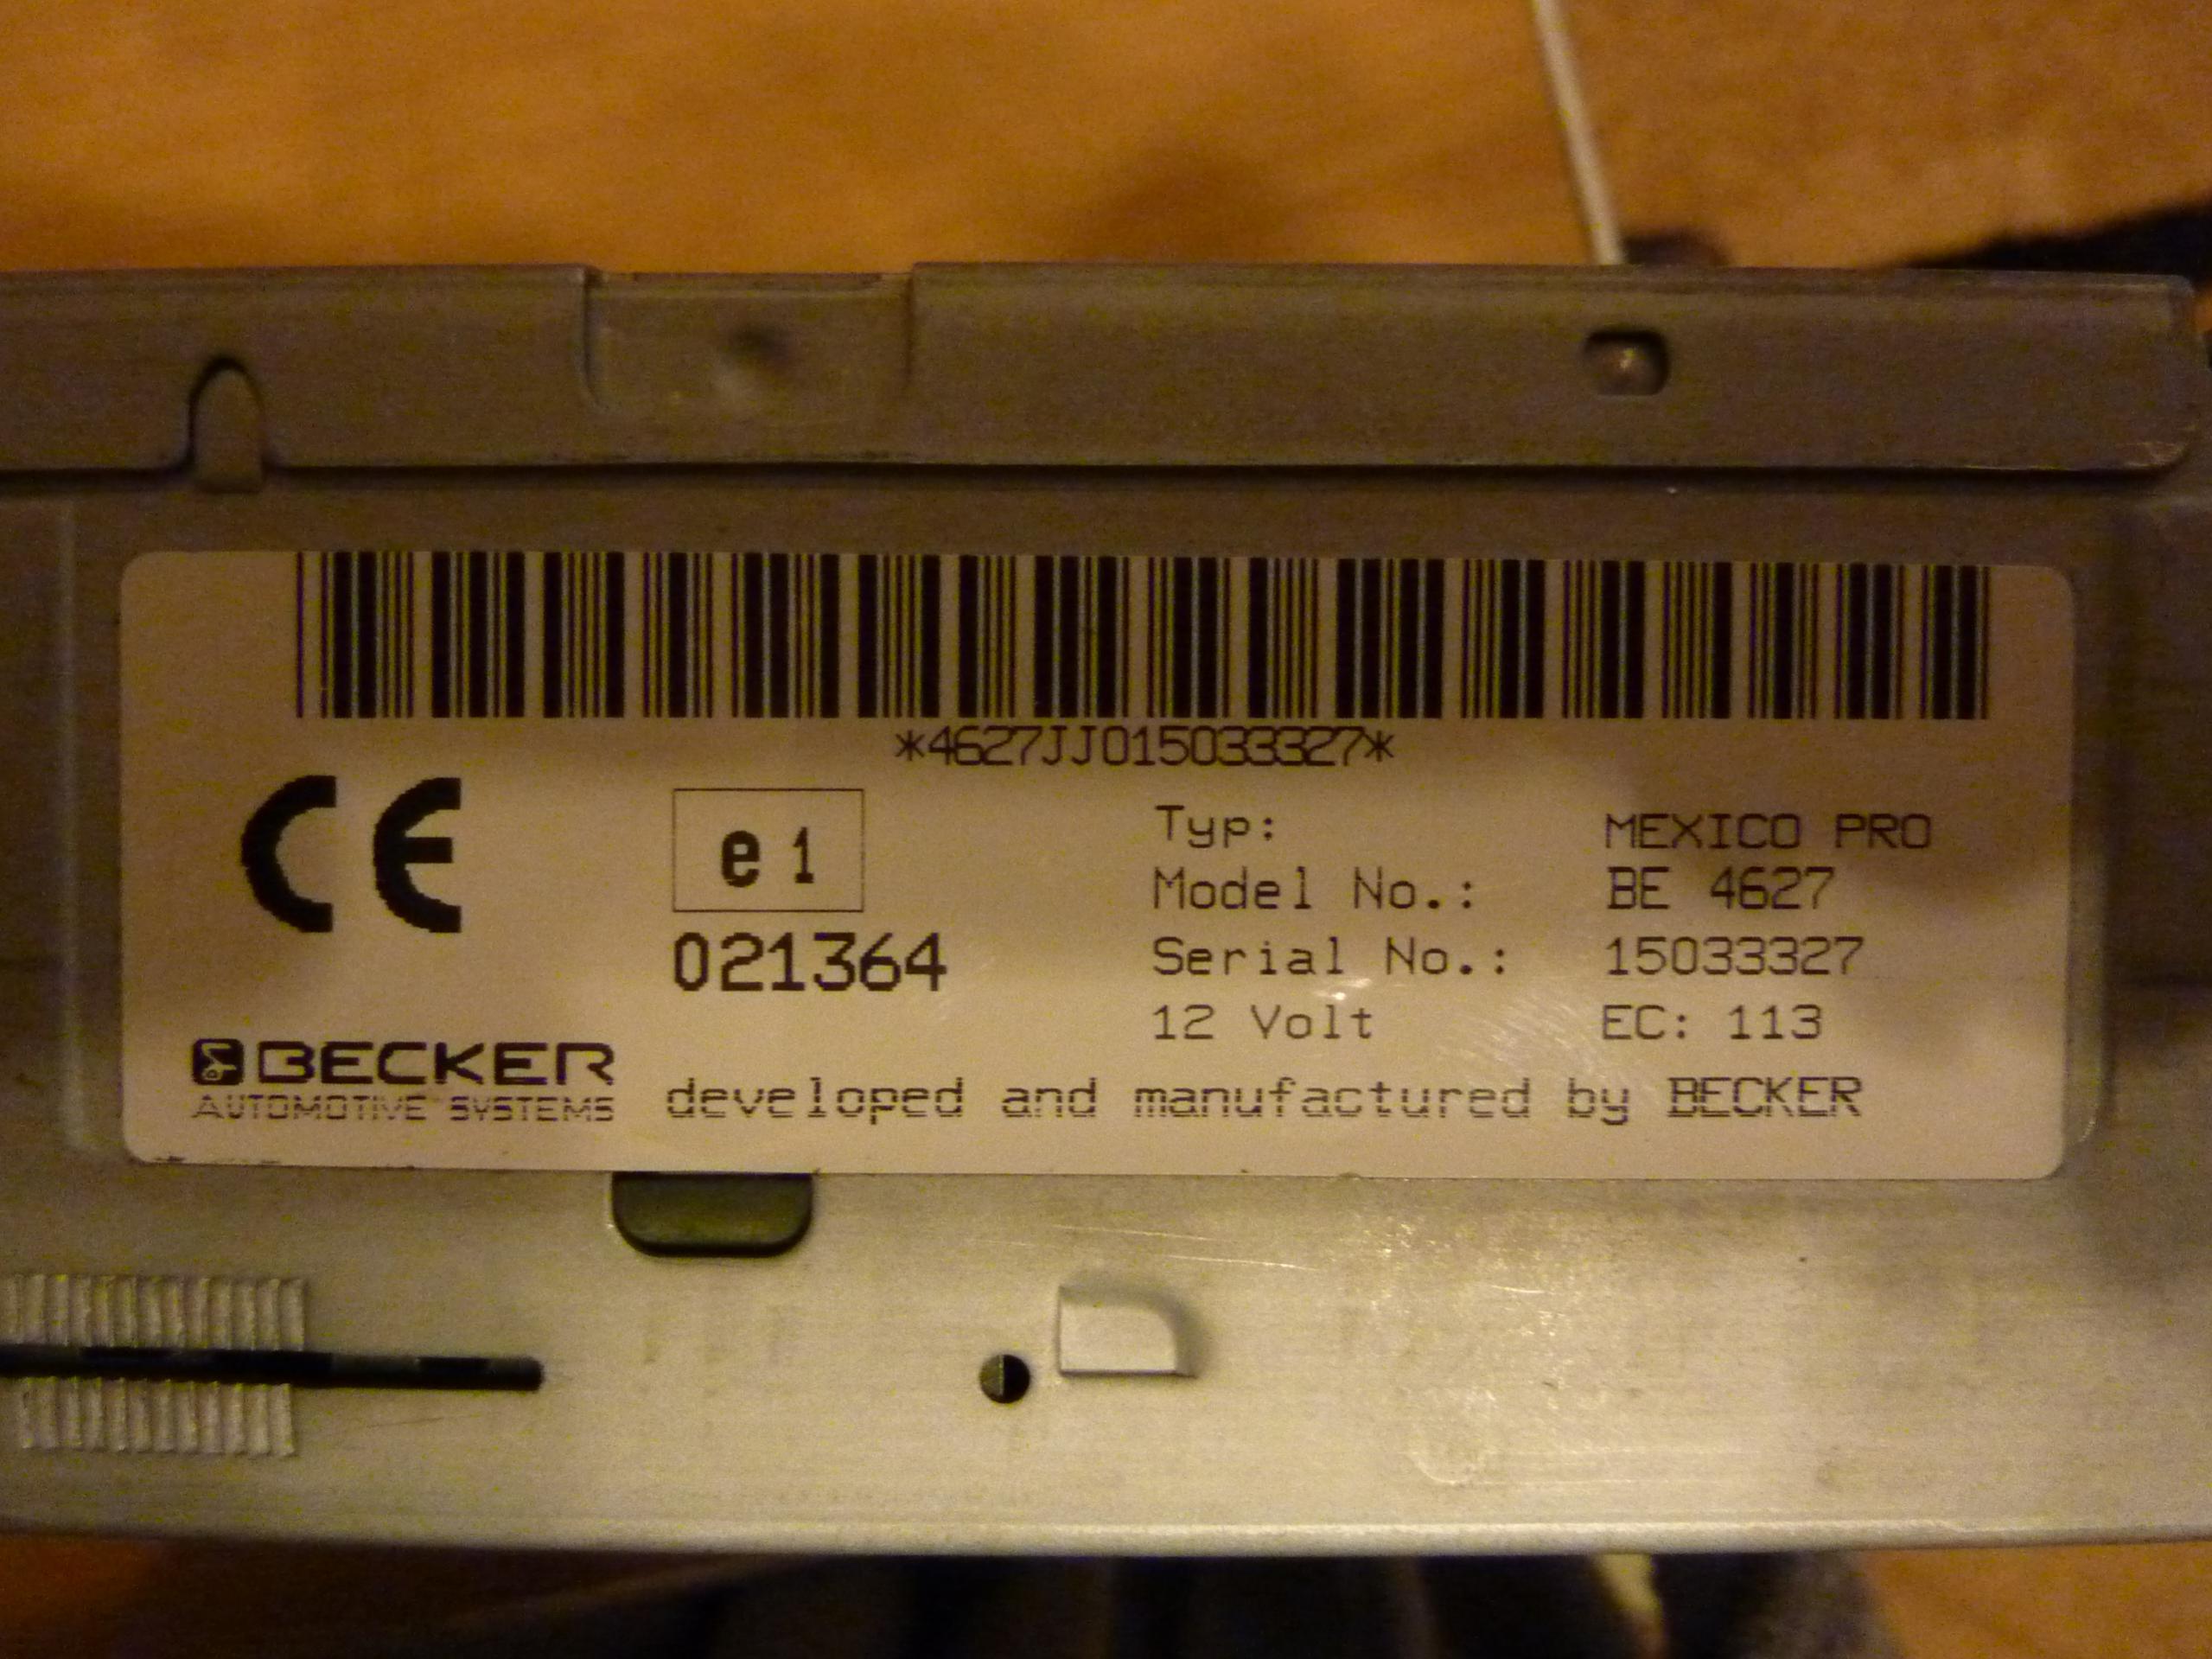 *4627JJ015033327*
CE
e1
021364
Typ: MEXICO PRO
Model No.: BE 4627
Serial No.: 15033327
12 Volt EC: 113
BECKER
AUTOMOTIVE SYSTEMS
developed and manufactured by BECKER